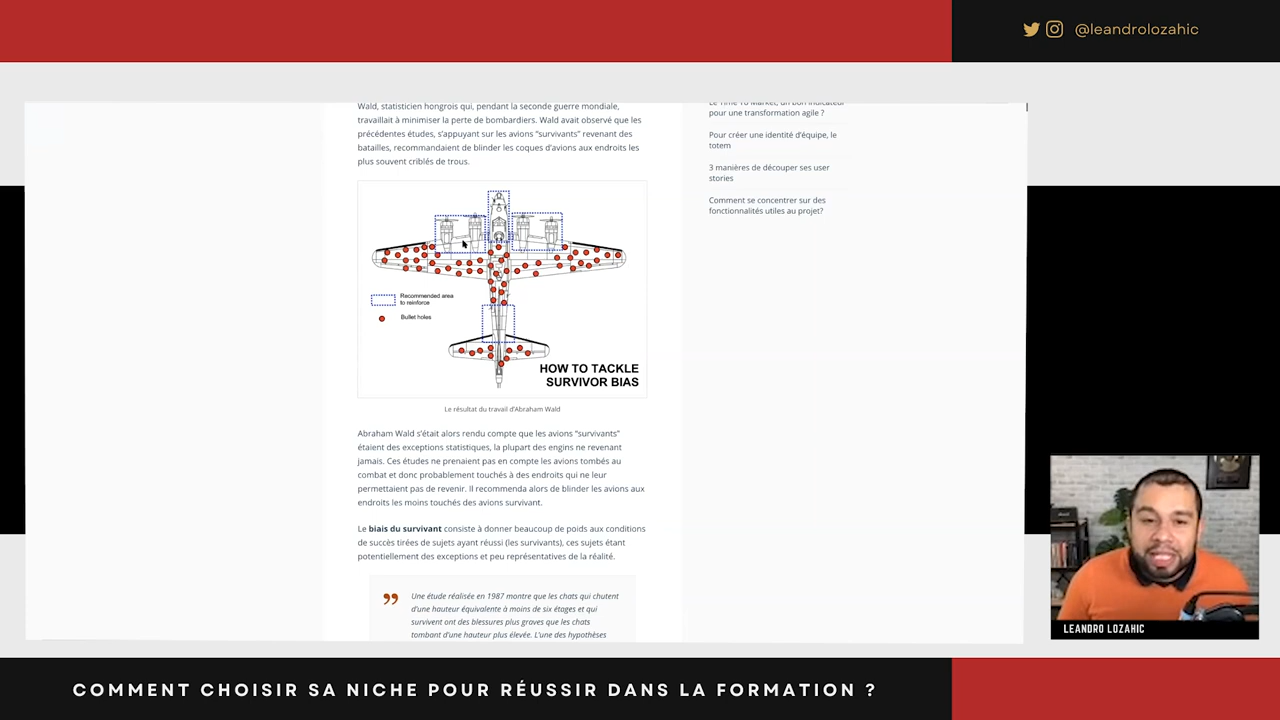 @leandrolozahic
Wald, statisticien hongrois qui, pendant la seconde guerre mondiale,
travaillait à minimiser la perte de bombardiers. Wald avait observé que les
précédentes études, s'appuyant sur les avions “survivants” revenant des
batailles, recommandaient de blinder les coques d'avions aux endroits les
plus souvent criblés de trous.
Recommended area
to reinforce
Bullet holes
HOW TO TACKLE
SURVIVOR BIAS
Le résultat du travail d'Abraham Wald
Abraham Wald s'était alors rendu compte que les avions “survivants”
étaient des exceptions statistiques, la plupart des engins ne revenant
jamais. Ces études ne prenaient pas en compte les avions tombés au
combat et donc probablement touchés à des endroits qui ne leur
permettaient pas de revenir. Il recommenda alors de blinder les avions aux
endroits les moins touchés des avions survivant.
Le biais du survivant consiste à donner beaucoup de poids aux conditions
de succès tirées de sujets ayant réussi (les survivants), ces sujets étant
potentiellement des exceptions et peu représentatives de la réalité.
Une étude réalisée en 1987 montre que les chats qui chutent
d'une hauteur équivalente à moins de six étages et qui
survivent ont des blessures plus graves que les chats
tombant d'une hauteur plus élevée. L'une des hypothèses
Le Time To Market, un bon indicateur
pour une transformation agile ?
Pour créer une identité d'équipe, le
totem
3 manières de découper ses user
stories
Comment se concentrer sur des
fonctionnalités utiles au projet?
LEANDRO LOZAHIC
COMMENT CHOISIR SA NICHE POUR RÉUSSIR DANS LA FORMATION ?